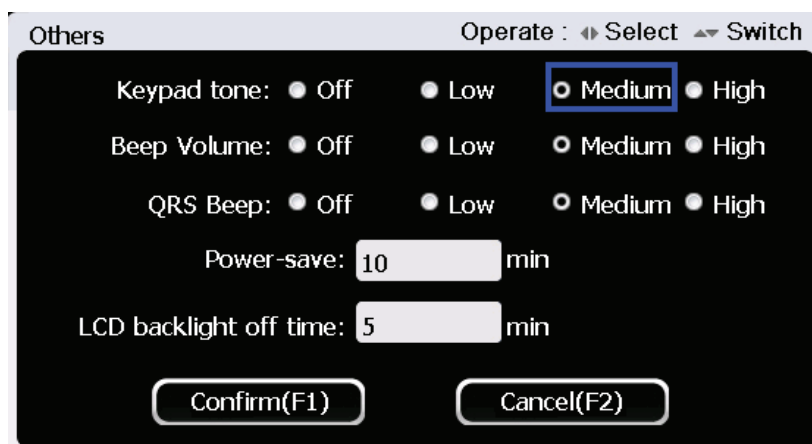 Others Operate : Select Switch
Keypad tone: Off Low Medium High
Beep Volume: Off Low Medium High
QRS Beep: Off Low Medium High
Power-save: 10 min
LCD backlight off time: 5 min
Confirm(F1) Cancel(F2)